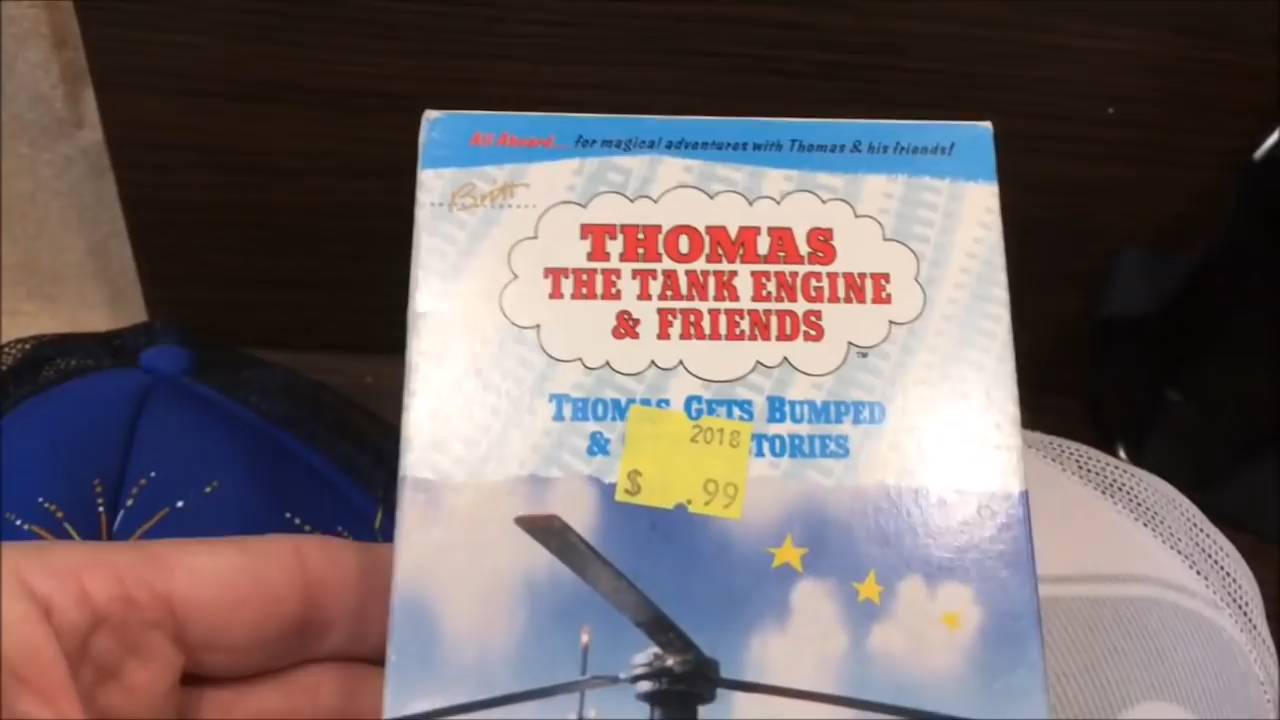 All Aboard... for magical adventures with Thomas & his friends!
Britt
THOMAS
THE TANK ENGINE
& FRIENDS
TM
THOMAS GETS BUMPED
&
2018
$ .99